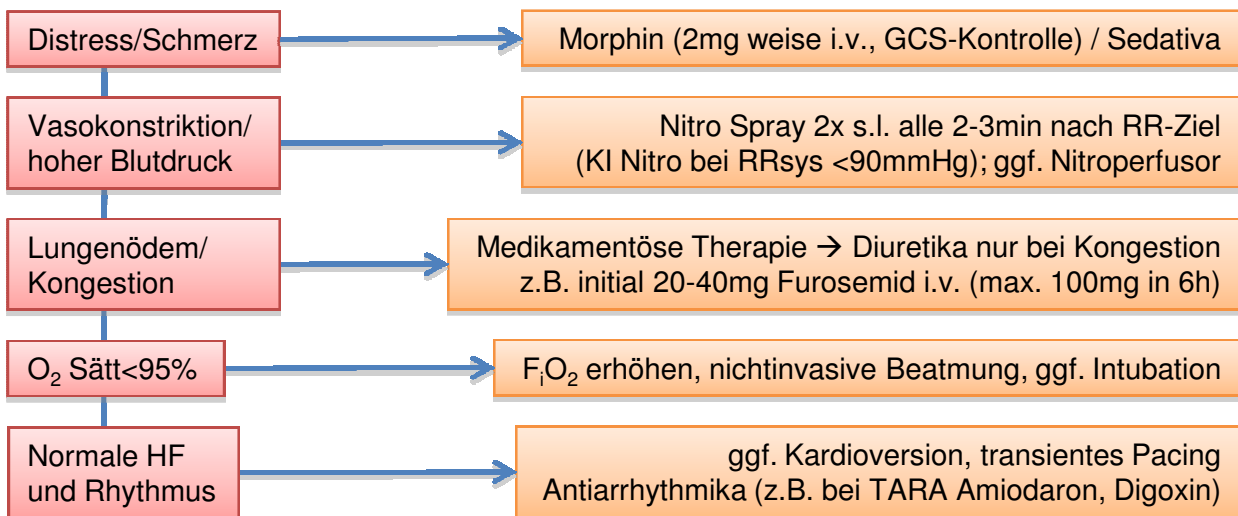 Distress/Schmerz
Morphin (2mg weise i.v., GCS-Kontrolle) / Sedativa
Vasokonstriktion/
hoher Blutdruck
Nitro Spray 2x s.l. alle 2-3min nach RR-Ziel
(KI Nitro bei RRsys <90mmHg); ggf. Nitroperfusor
Lungenödem/
Kongestion
Medikamentöse Therapie → Diuretika nur bei Kongestion
z.B. initial 20-40mg Furosemid i.v. (max. 100mg in 6h)
O₂ Sätt<95%
FᵢO₂ erhöhen, nichtinvasive Beatmung, ggf. Intubation
Normale HF
und Rhythmus
ggf. Kardioversion, transientes Pacing
Antiarrhythmika (z.B. bei TARA Amiodaron, Digoxin)